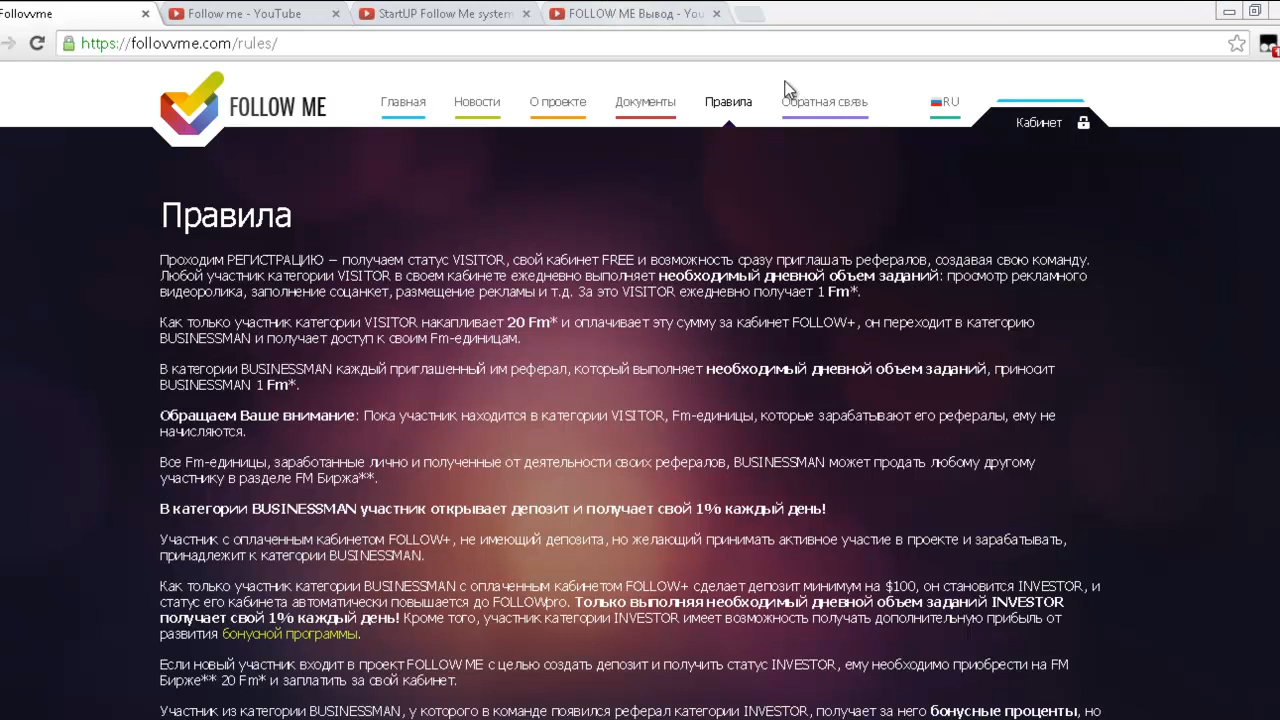 Followme
Follow me - YouTube
StartUP Follow Me system
FOLLOW ME Вывод - You
https://followme.com/rules/
FOLLOW ME
Главная
Новости
О проекте
Документы
Правила
Обратная связь
RU
Кабинет
Правила
Проходим РЕГИСТРАЦИЮ – получаем статус VISITOR, свой кабинет FREE и возможность сразу приглашать рефералов, создавая свою команду.
Любой участник категории VISITOR в своем кабинете ежедневно выполняет необходимый дневной объем заданий: просмотр рекламного
видеоролика, заполнение соцанкет, размещение рекламы и т.д. За это VISITOR ежедневно получает 1 Fm*.
Как только участник категории VISITOR накапливает 20 Fm* и оплачивает эту сумму за кабинет FOLLOW+, он переходит в категорию
BUSINESSMAN и получает доступ к своим Fm-единицам.
В категории BUSINESSMAN каждый приглашенный им реферал, который выполняет необходимый дневной объем заданий, приносит
BUSINESSMAN 1 Fm*.
Обращаем Ваше внимание: Пока участник находится в категории VISITOR, Fm-единицы, которые зарабатывают его рефералы, ему не
начисляются.
Все Fm-единицы, заработанные лично и полученные от деятельности своих рефералов, BUSINESSMAN может продать любому другому
участнику в разделе FM Биржа**.
В категории BUSINESSMAN участник открывает депозит и получает свой 1% каждый день!
Участник с оплаченным кабинетом FOLLOW+, не имеющий депозита, но желающий принимать активное участие в проекте и зарабатывать,
принадлежит к категории BUSINESSMAN.
Как только участник категории BUSINESSMAN с оплаченным кабинетом FOLLOW+ сделает депозит минимум на $100, он становится INVESTOR, и
статус его кабинета автоматически повышается до FOLLOWpro. Только выполняя необходимый дневной объем заданий INVESTOR
получает свой 1% каждый день! Кроме того, участник категории INVESTOR имеет возможность получать дополнительную прибыль от
развития бонусной программы.
Если новый участник входит в проект FOLLOW ME с целью создать депозит и получить статус INVESTOR, ему необходимо приобрести на FM
Бирже** 20 Fm* и заплатить за свой кабинет.
Участник из категории BUSINESSMAN, у которого в команде появился реферал категории INVESTOR, получает за него бонусные проценты, но